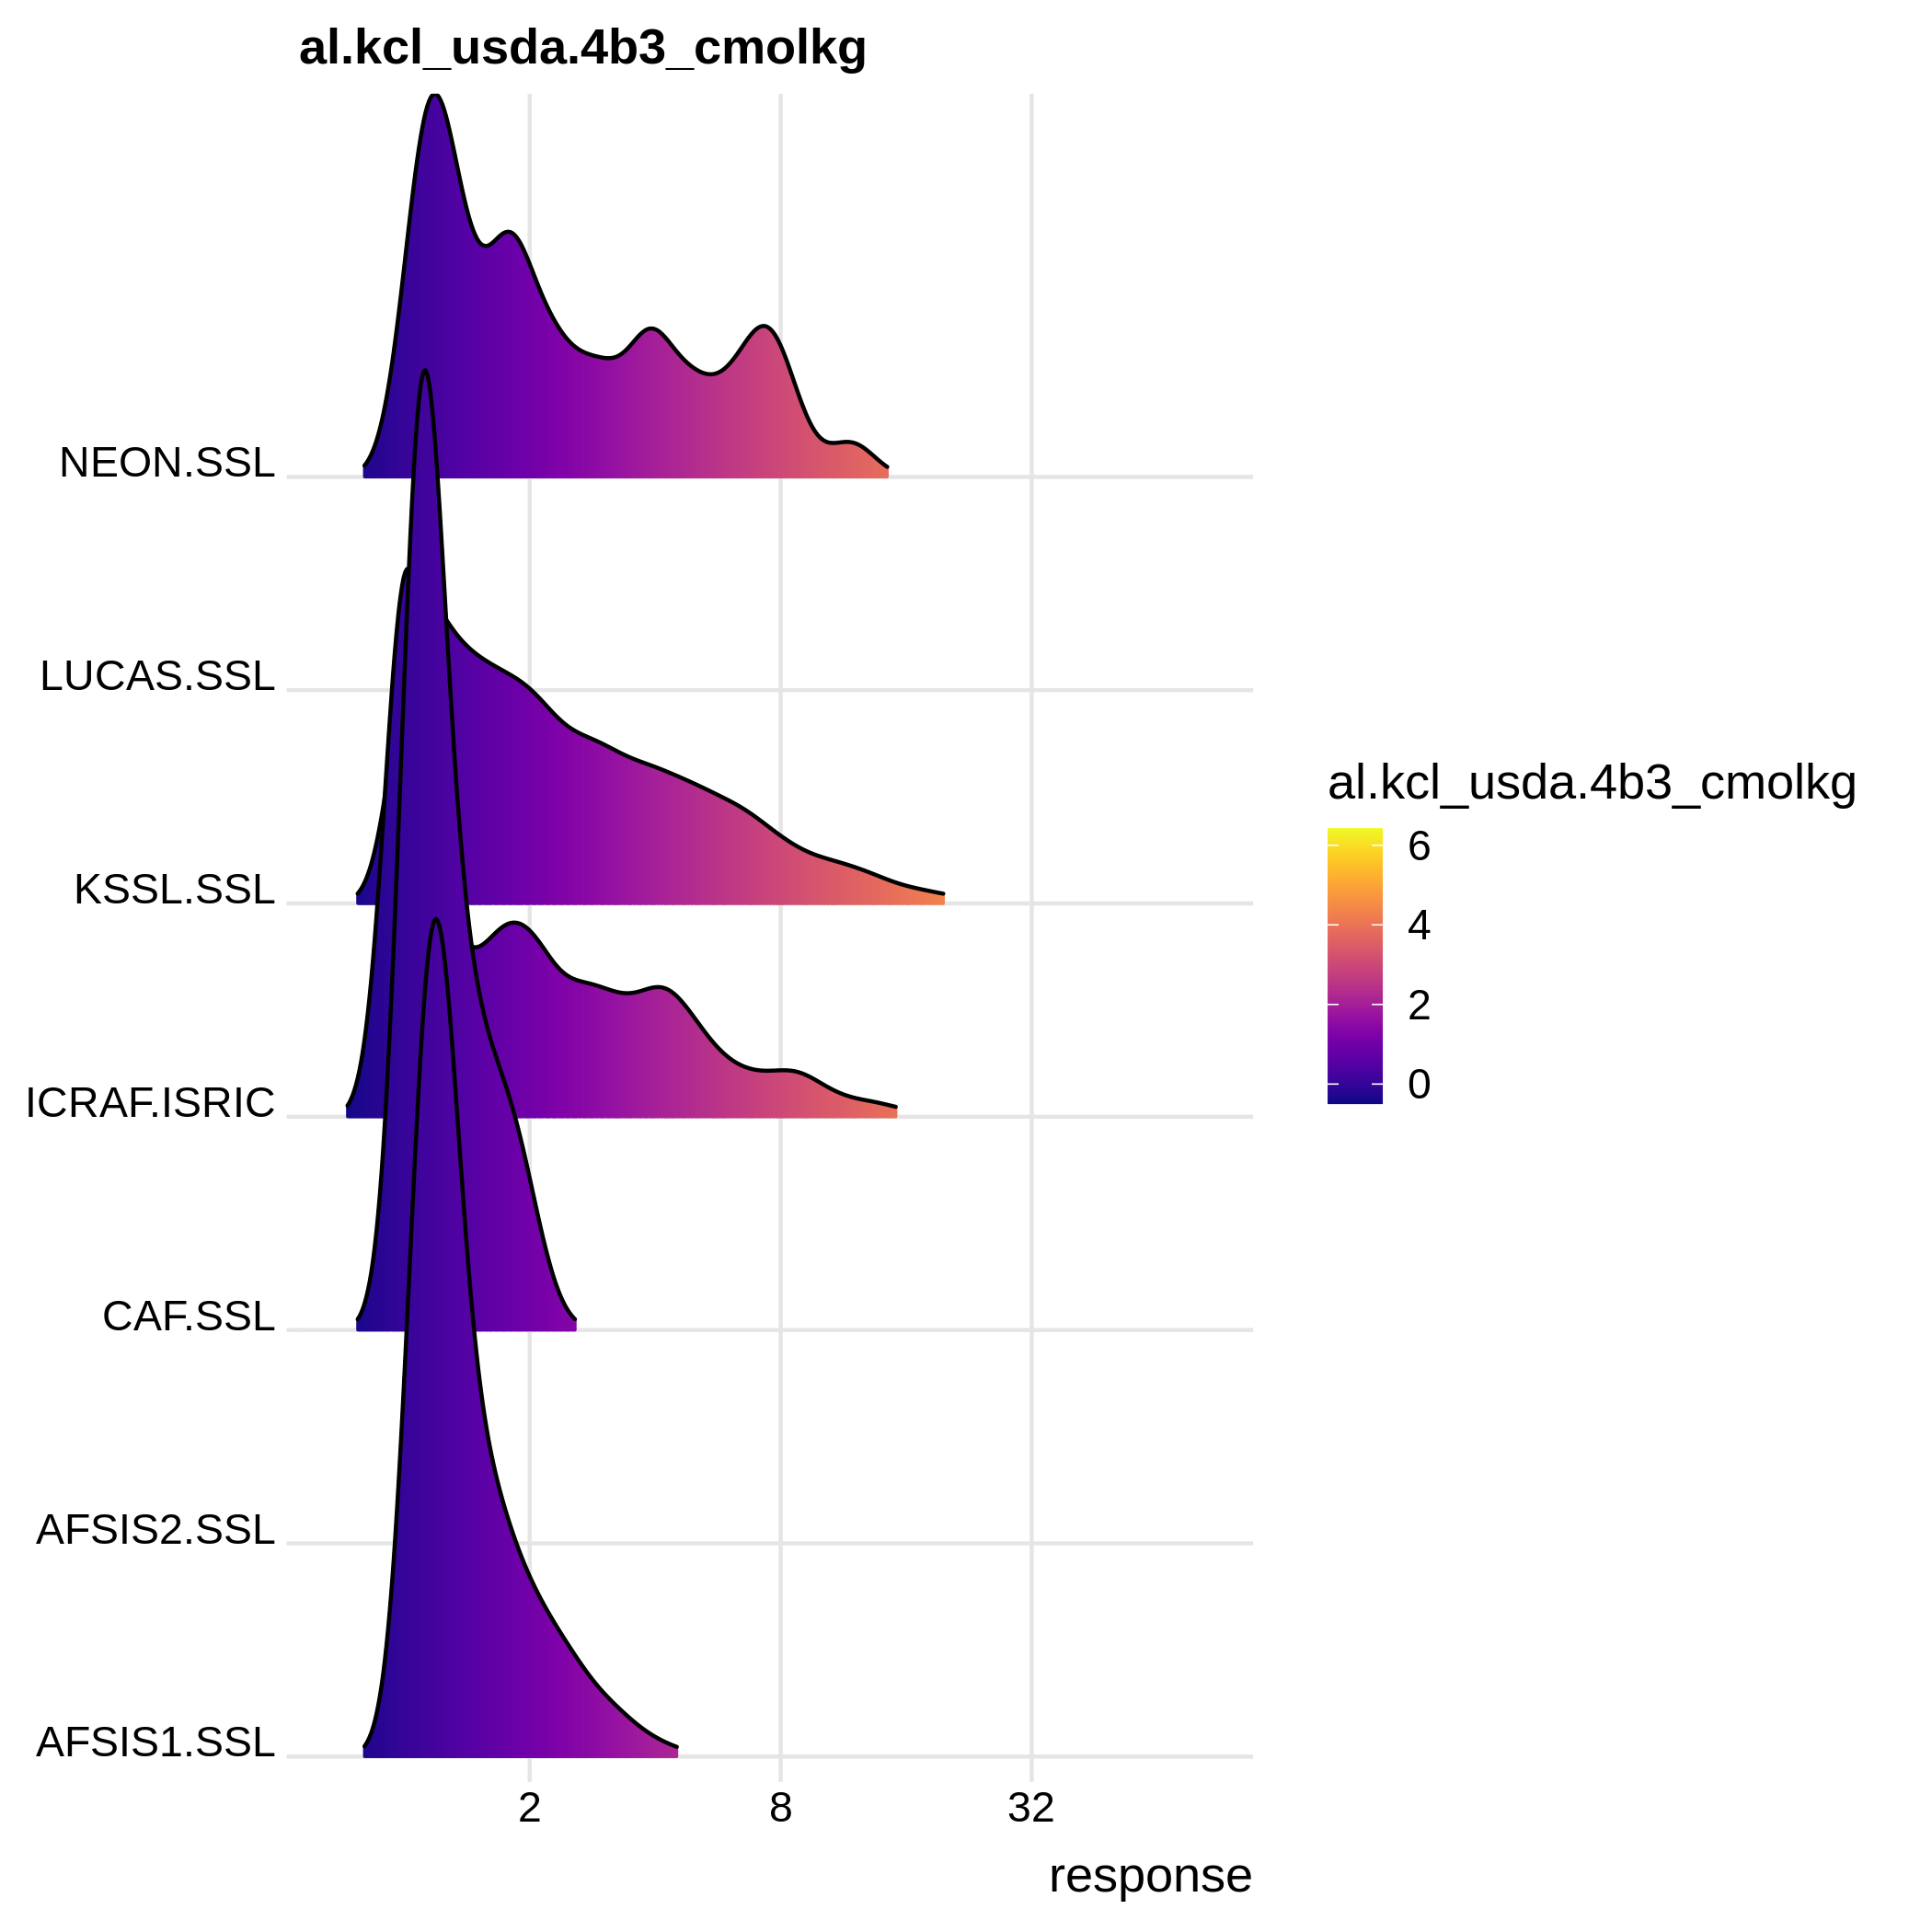 al.kcl_usda.4b3_cmolkg
NEON.SSL
LUCAS.SSL
KSSL.SSL
ICRAF.ISRIC
CAF.SSL
AFSIS2.SSL
AFSIS1.SSL
2 8 32
response
al.kcl_usda.4b3_cmolkg
6
4
2
0